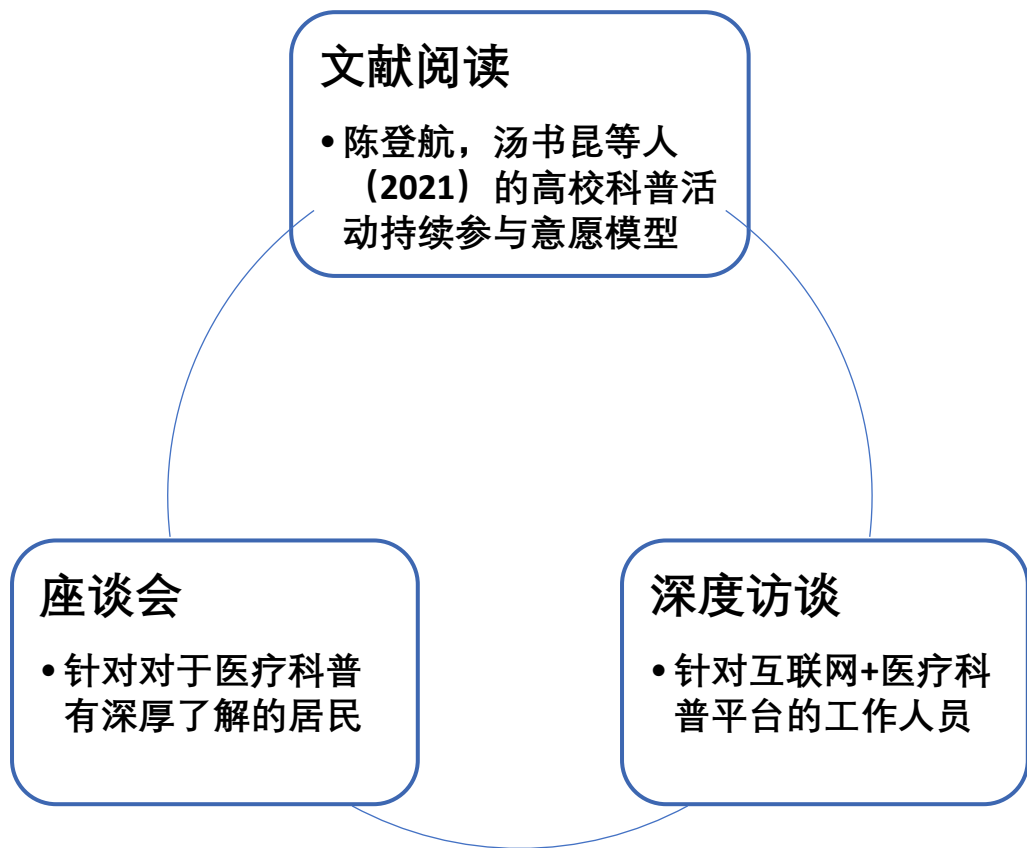 文献阅读
•陈登航，汤书昆等人
（2021）的高校科普活
动持续参与意愿模型
座谈会
•针对对于医疗科普
有深厚了解的居民
深度访谈
•针对互联网+医疗科
普平台的工作人员